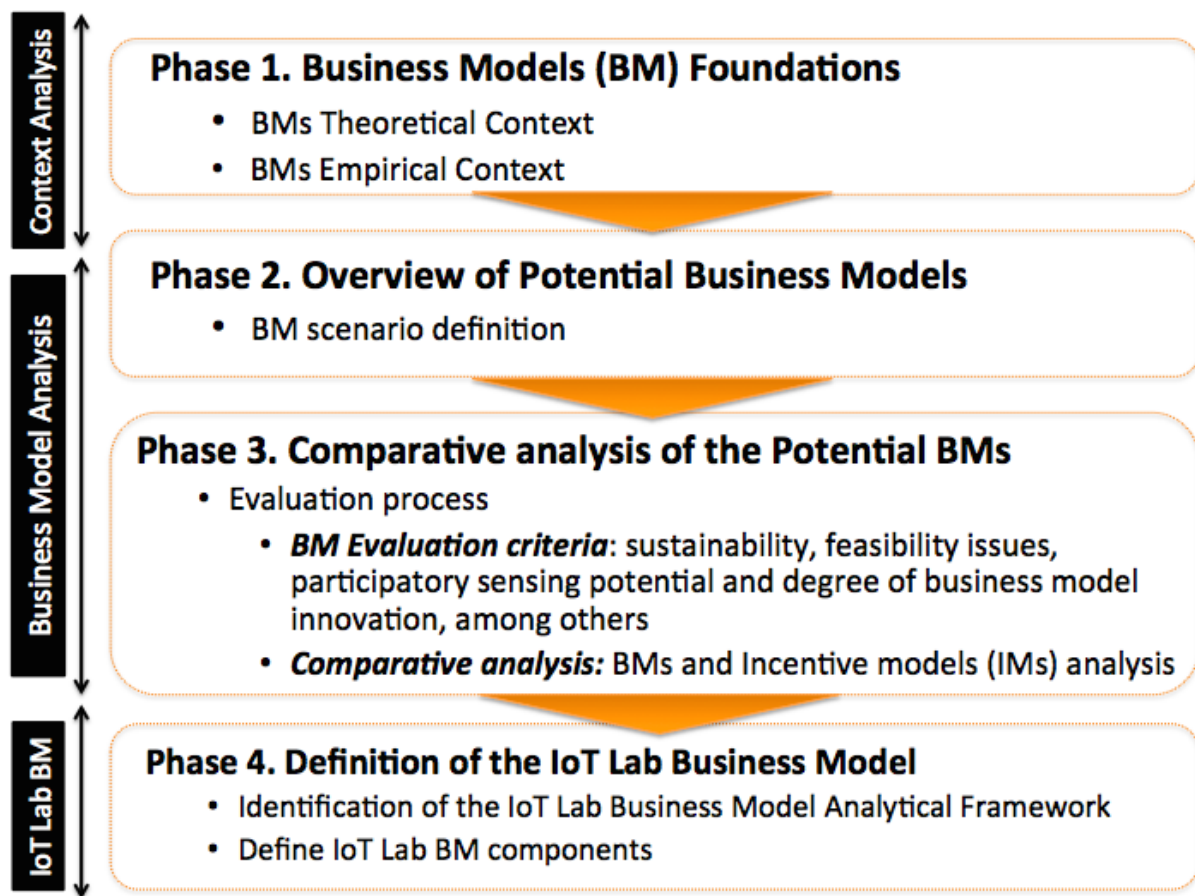 Context Analysis
Phase 1. Business Models (BM) Foundations
• BMs Theoretical Context
• BMs Empirical Context
Business Model Analysis
Phase 2. Overview of Potential Business Models
• BM scenario definition
Phase 3. Comparative analysis of the Potential BMs
• Evaluation process
• BM Evaluation criteria: sustainability, feasibility issues,
participatory sensing potential and degree of business model
innovation, among others
• Comparative analysis: BMs and Incentive models (IMs) analysis
IoT Lab BM
Phase 4. Definition of the IoT Lab Business Model
• Identification of the IoT Lab Business Model Analytical Framework
• Define IoT Lab BM components